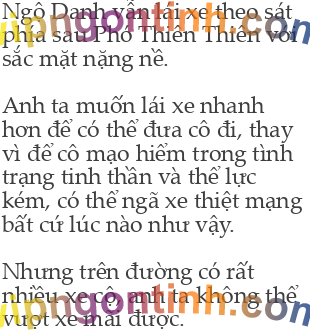 Ngô Danh vẫn lái xe theo sát
phía sau Phó Thiên Thiên với
sắc mặt nặng nề.
Anh ta muốn lái xe nhanh
hơn để có thể đưa cô đi, thay
vì để cô mạo hiểm trong tình
trạng tinh thần và thể lực
kém, có thể ngã xe thiệt mạng
bất cứ lúc nào như vậy.
Nhưng trên đường có rất
nhiều xe cộ, anh ta không thể
vượt xe mãi được.
vipngontinh.com
vipngontinh.com